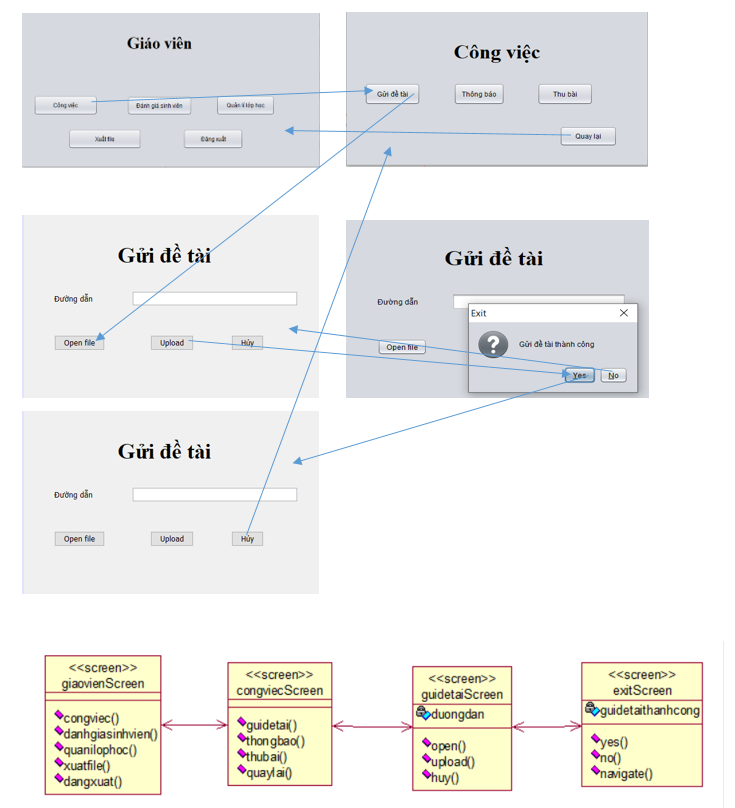 Giáo viên
Công việc
Đánh giá sinh viên
Quản lí lớp học
Xuất file
Đăng xuất
Công việc
Gửi đề tài
Thông báo
Thu bài
Quay lại
Gửi đề tài
Đường dẫn
Open file
Upload
Hủy
Gửi đề tài
Đường dẫn
Open file
Exit
Gửi đề tài thành công
Yes
No
Gửi đề tài
Đường dẫn
Open file
Upload
Hủy
<<screen>>
giaovienScreen
congviec()
danhgiasinhvien()
quanilophoc()
xuatfile()
dangxuat()
<<screen>>
congviecScreen
guidetai()
thongbao()
thubai()
quaylai()
<<screen>>
guidetaiScreen
duongdan
open()
upload()
huy()
<<screen>>
exitScreen
guidetaithanhcong
yes()
no()
navigate()